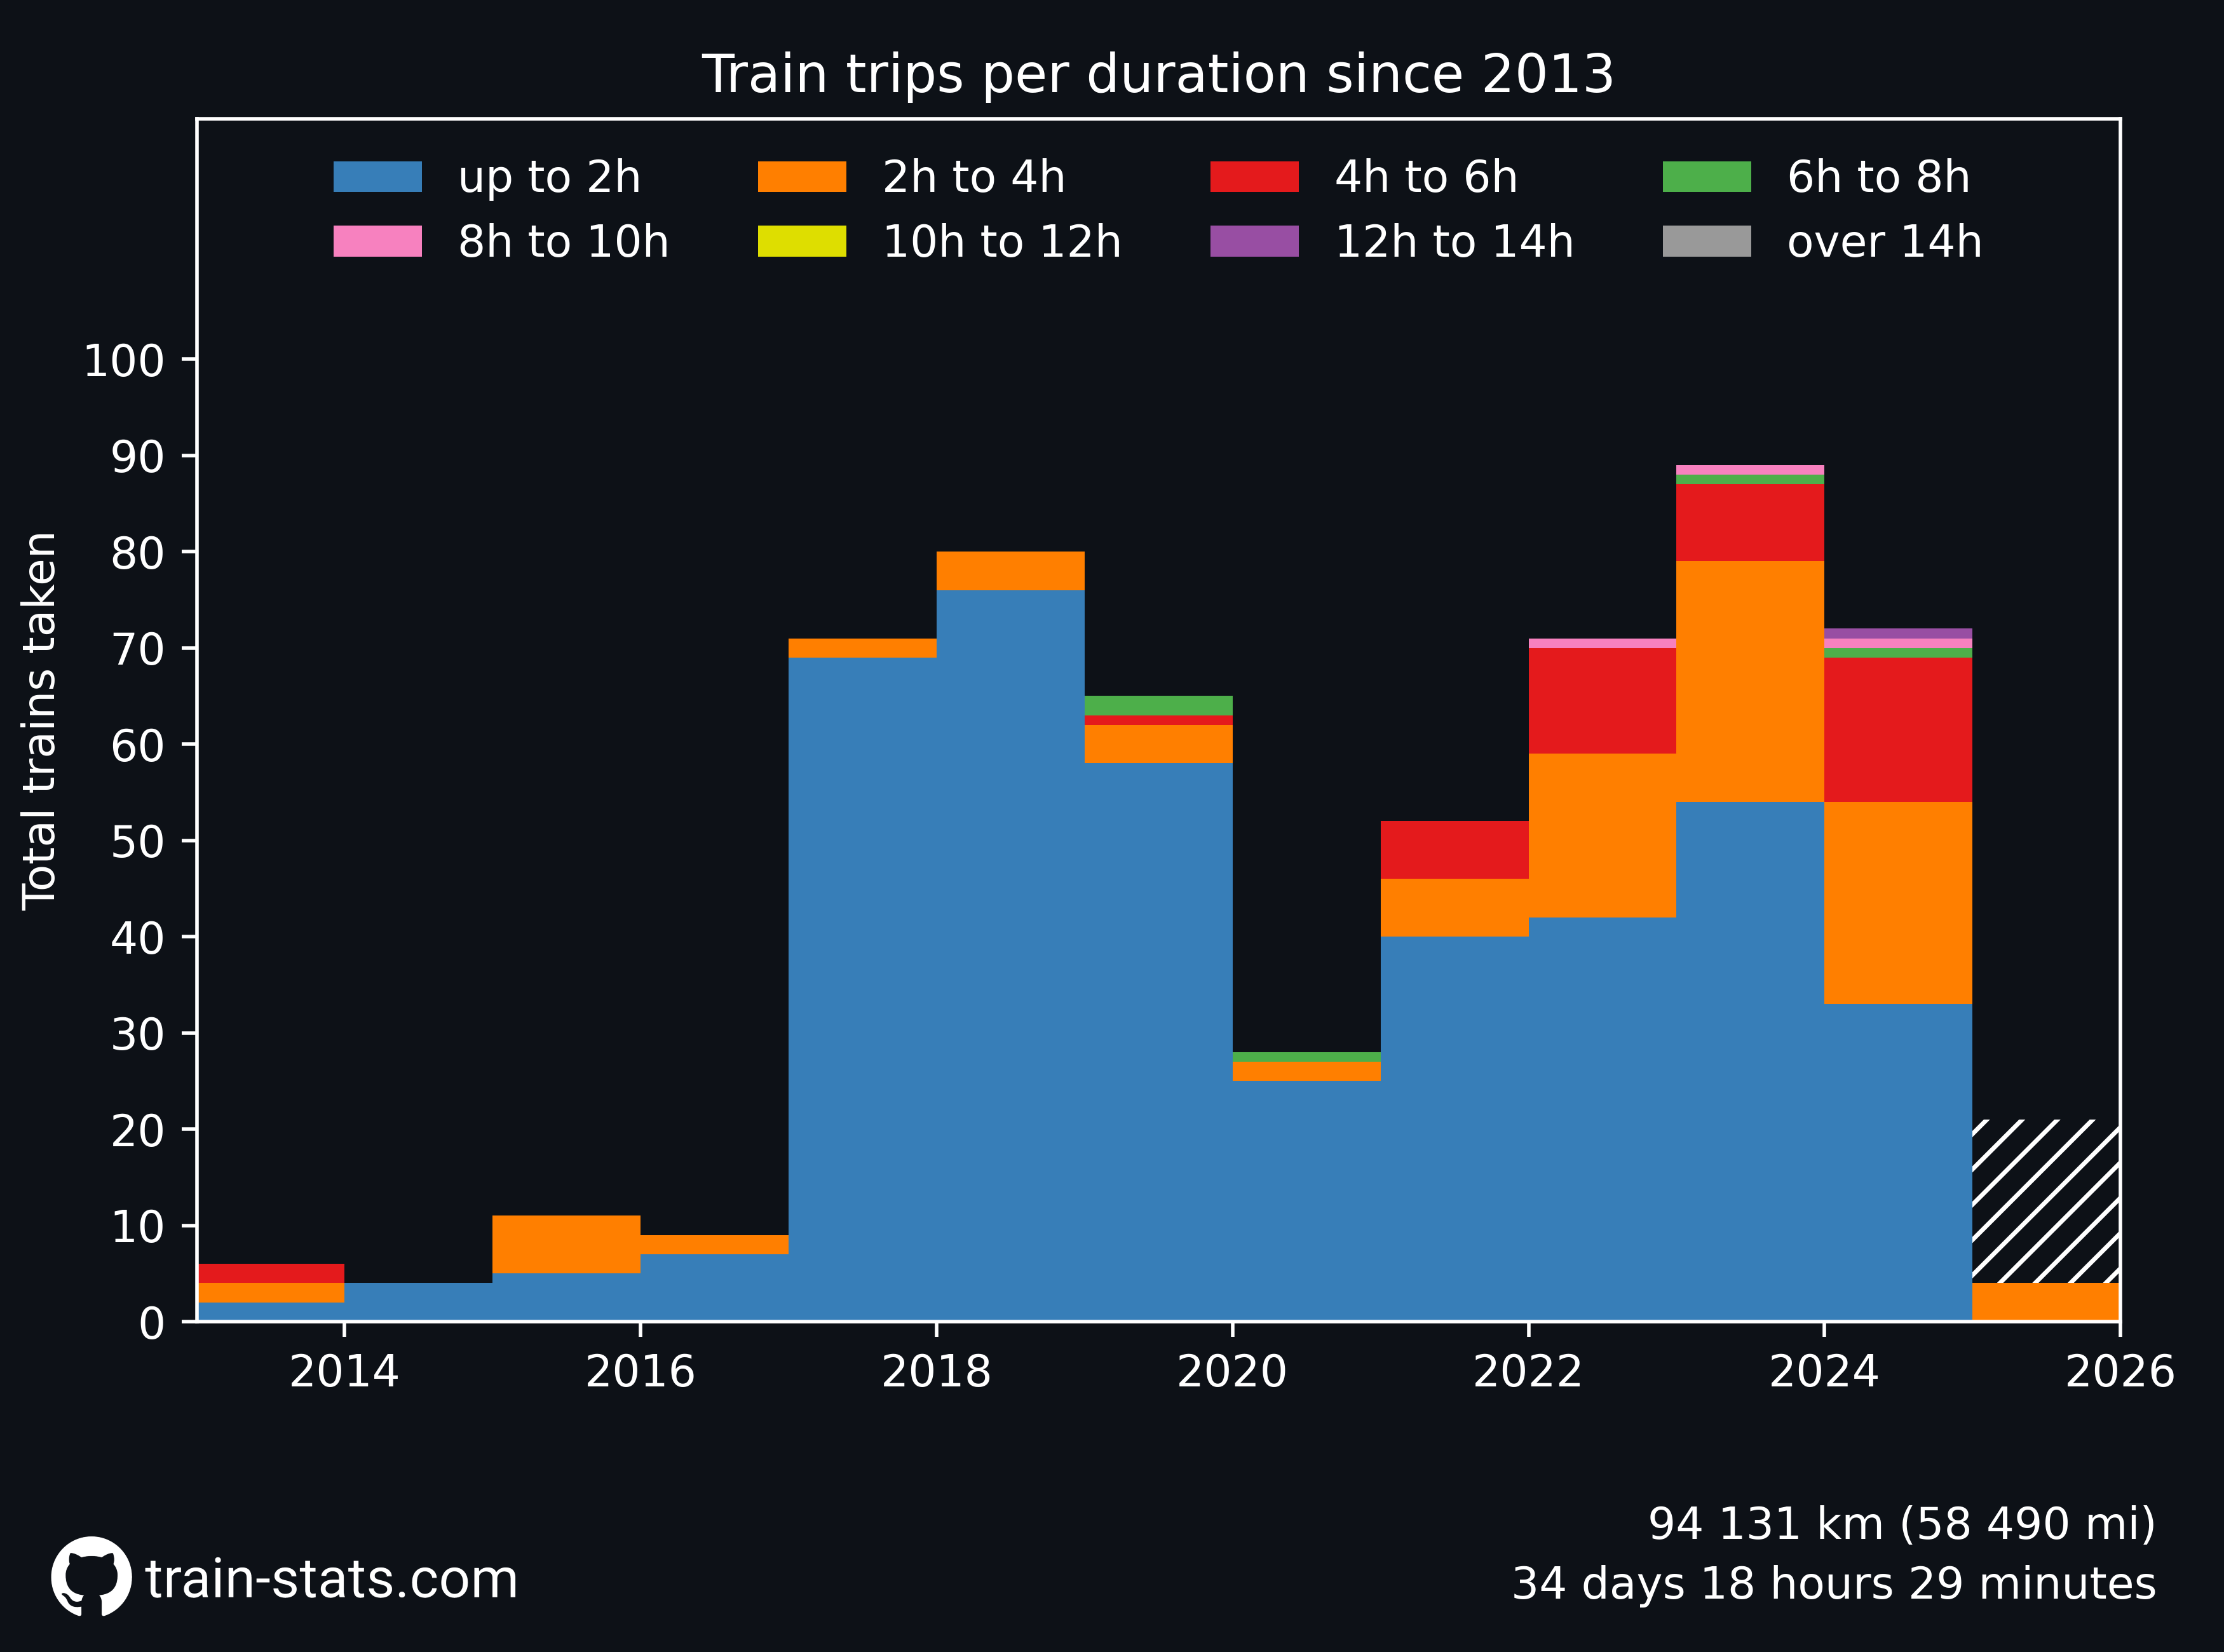 Train trips per duration since 2013
up to 2h
2h to 4h
4h to 6h
6h to 8h
8h to 10h
10h to 12h
12h to 14h
over 14h
Total trains taken
100
90
80
70
60
50
40
30
20
10
0
2014
2016
2018
2020
2022
2024
2026
94 131 km (58 490 mi)
34 days 18 hours 29 minutes
train-stats.com